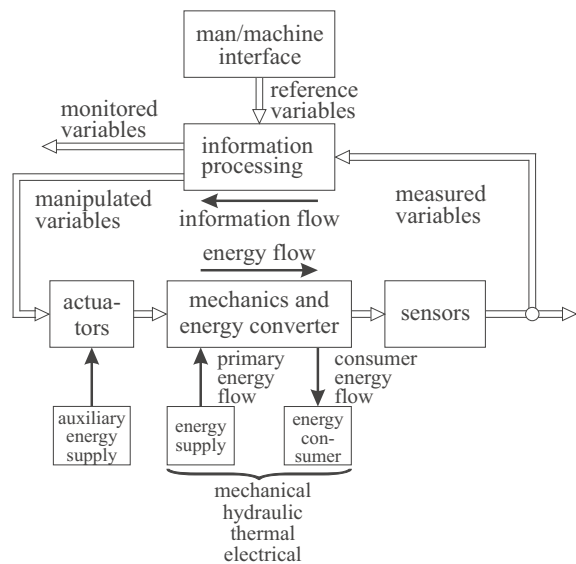 man/machine
interface
reference
variables
monitored
variables
information
processing
manipulated
variables
information flow
measured
variables
energy flow
actua-
tors
mechanics and
energy converter
sensors
primary
energy
flow
consumer
energy
flow
auxiliary
energy
supply
energy
supply
energy
con-
sumer
mechanical
hydraulic
thermal
electrical